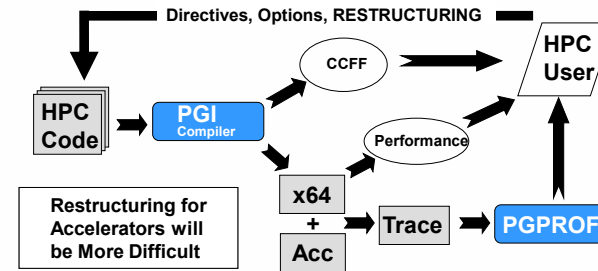 Directives, Options, RESTRUCTURING
HPC
User
CCFF
HPC
Code
PGI
Compiler
Performance
x64
+
Acc
Trace
PGPROF
Restructuring for
Accelerators will
be More Difficult